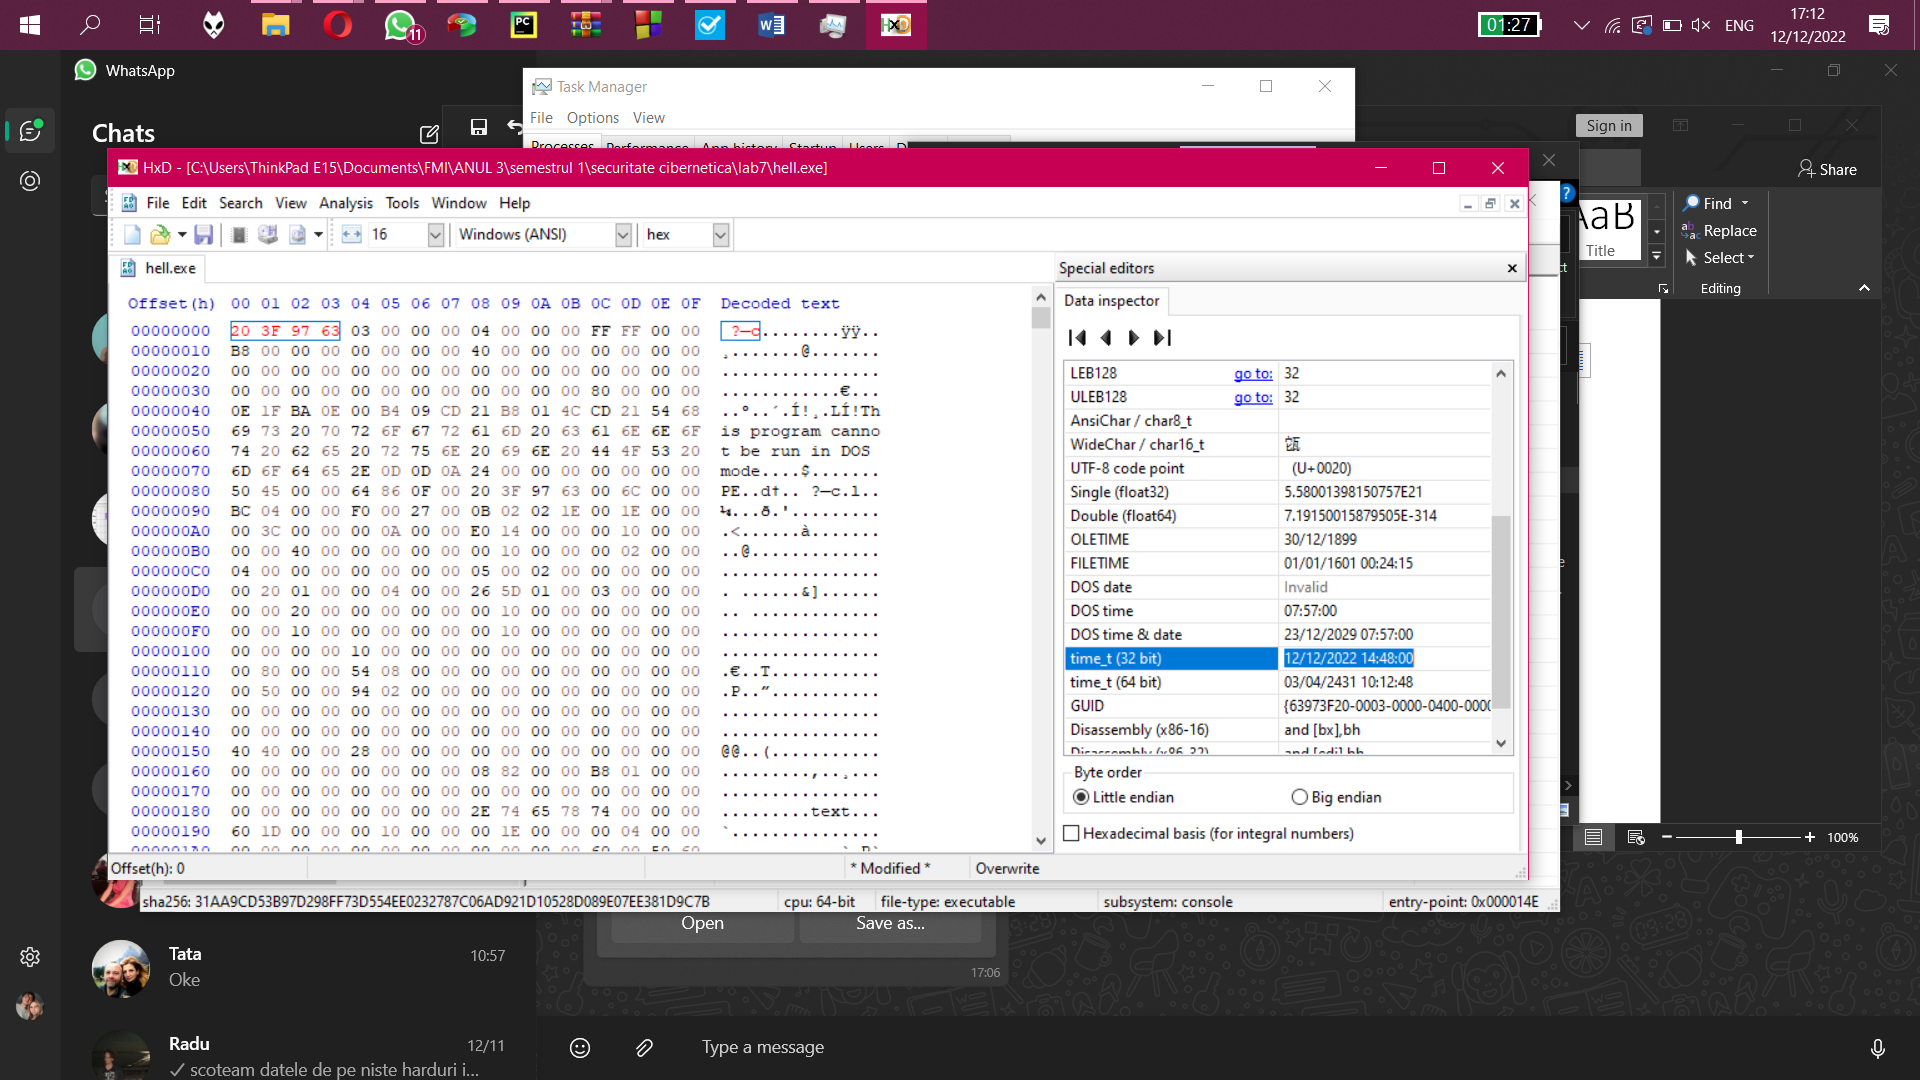 11
PC
01:27
ENG
17:12
12/12/2022
WhatsApp
Chats
Task Manager
File Options View
Processes Performance App history Startup Users D
Sign in
Share
HxD - [C:\Users\ThinkPad E15\Documents\FMI\ANUL 3\semestrul 1\securitate cibernetica\lab7\hell.exe]
File Edit Search View Analysis Tools Window Help
16 Windows (ANSI) hex
hell.exe
Offset(h) 00 01 02 03 04 05 06 07 08 09 0A 0B 0C 0D 0E 0F Decoded text
00000000 20 3F 97 63 03 00 00 00 04 00 00 00 FF FF 00 00  ?—c........ÿÿ..
00000010 B8 00 00 00 00 00 00 00 40 00 00 00 00 00 00 00 ¸.......@.......
00000020 00 00 00 00 00 00 00 00 00 00 00 00 00 00 00 00 ................
00000030 00 00 00 00 00 00 00 00 00 00 00 00 80 00 00 00 ............€...
00000040 0E 1F BA 0E 00 B4 09 CD 21 B8 01 4C CD 21 54 68 ..º..´.Í!¸.LÍ!Th
00000050 69 73 20 70 72 6F 67 72 61 6D 20 63 61 6E 6E 6F is program canno
00000060 74 20 62 65 20 72 75 6E 20 69 6E 20 44 4F 53 20 t be run in DOS
00000070 6D 6F 64 65 2E 0D 0D 0A 24 00 00 00 00 00 00 00 mode....$.......
00000080 50 45 00 00 64 86 0F 00 20 3F 97 63 00 6C 00 00 PE..d†.. ?—c.l..
00000090 BC 04 00 00 F0 00 27 00 0B 02 02 1E 00 1E 00 00 ¼...ð.'.........
000000A0 00 3C 00 00 00 0A 00 00 E0 14 00 00 00 10 00 00 .<......à.......
000000B0 00 00 40 00 00 00 00 00 00 10 00 00 00 02 00 00 ..@.............
000000C0 04 00 00 00 00 00 00 00 05 00 02 00 00 00 00 00 ................
000000D0 00 20 01 00 00 04 00 00 26 5D 01 00 03 00 00 00 . ......&]......
000000E0 00 00 20 00 00 00 00 00 00 10 00 00 00 00 00 00 .. .............
000000F0 00 00 10 00 00 00 00 00 00 10 00 00 00 00 00 00 ................
00000100 00 00 00 00 10 00 00 00 00 00 00 00 00 00 00 00 ................
00000110 00 80 00 00 54 08 00 00 00 00 00 00 00 00 00 00 .€..T...........
00000120 00 50 00 00 94 02 00 00 00 00 00 00 00 00 00 00 .P..”...........
00000130 00 00 00 00 00 00 00 00 00 00 00 00 00 00 00 00 ................
00000140 00 00 00 00 00 00 00 00 00 00 00 00 00 00 00 00 ................
00000150 40 40 00 00 28 00 00 00 00 00 00 00 00 00 00 00 @@..(...........
00000160 00 00 00 00 00 00 00 00 08 82 00 00 B8 01 00 00 .........‚..¸...
00000170 00 00 00 00 00 00 00 00 00 00 00 00 00 00 00 00 ................
00000180 00 00 00 00 00 00 00 00 2E 74 65 78 74 00 00 00 .........text...
00000190 60 1D 00 00 00 10 00 00 00 1E 00 00 00 04 00 00 `...............
Special editors
Data inspector
LEB128 go to: 32
ULEB128 go to: 32
AnsiChar / char8_t
WideChar / char16_t
UTF-8 code point (U+0020)
Single (float32) 5.58001398150757E21
Double (float64) 7.19150015879505E-314
OLETIME 30/12/1899
FILETIME 01/01/1601 00:24:15
DOS date Invalid
DOS time 07:57:00
DOS time & date 23/12/2029 07:57:00
time_t (32 bit) 12/12/2022 14:48:00
time_t (64 bit) 03/04/2431 10:12:48
GUID {63973F20-0003-0000-0400-0000
Disassembly (x86-16) and [bx],bh
Disassembly (x86-32) and [edi],bh
Byte order
Little endian Big endian
Hexadecimal basis (for integral numbers)
Offset(h): 0 * Modified * Overwrite
sha256: 31AA9CD53B97D298FF73D554EE0232787C06AD921D10528D089E07EE381D9C7B cpu: 64-bit file-type: executable subsystem: console entry-point: 0x000014E
AaB
Title
Find
Replace
Select
Editing
100%
Open Save as...
17:06
Tata 10:57
Oke
Radu 12/11
scoteam datele de pe niste harduri i...
Type a message